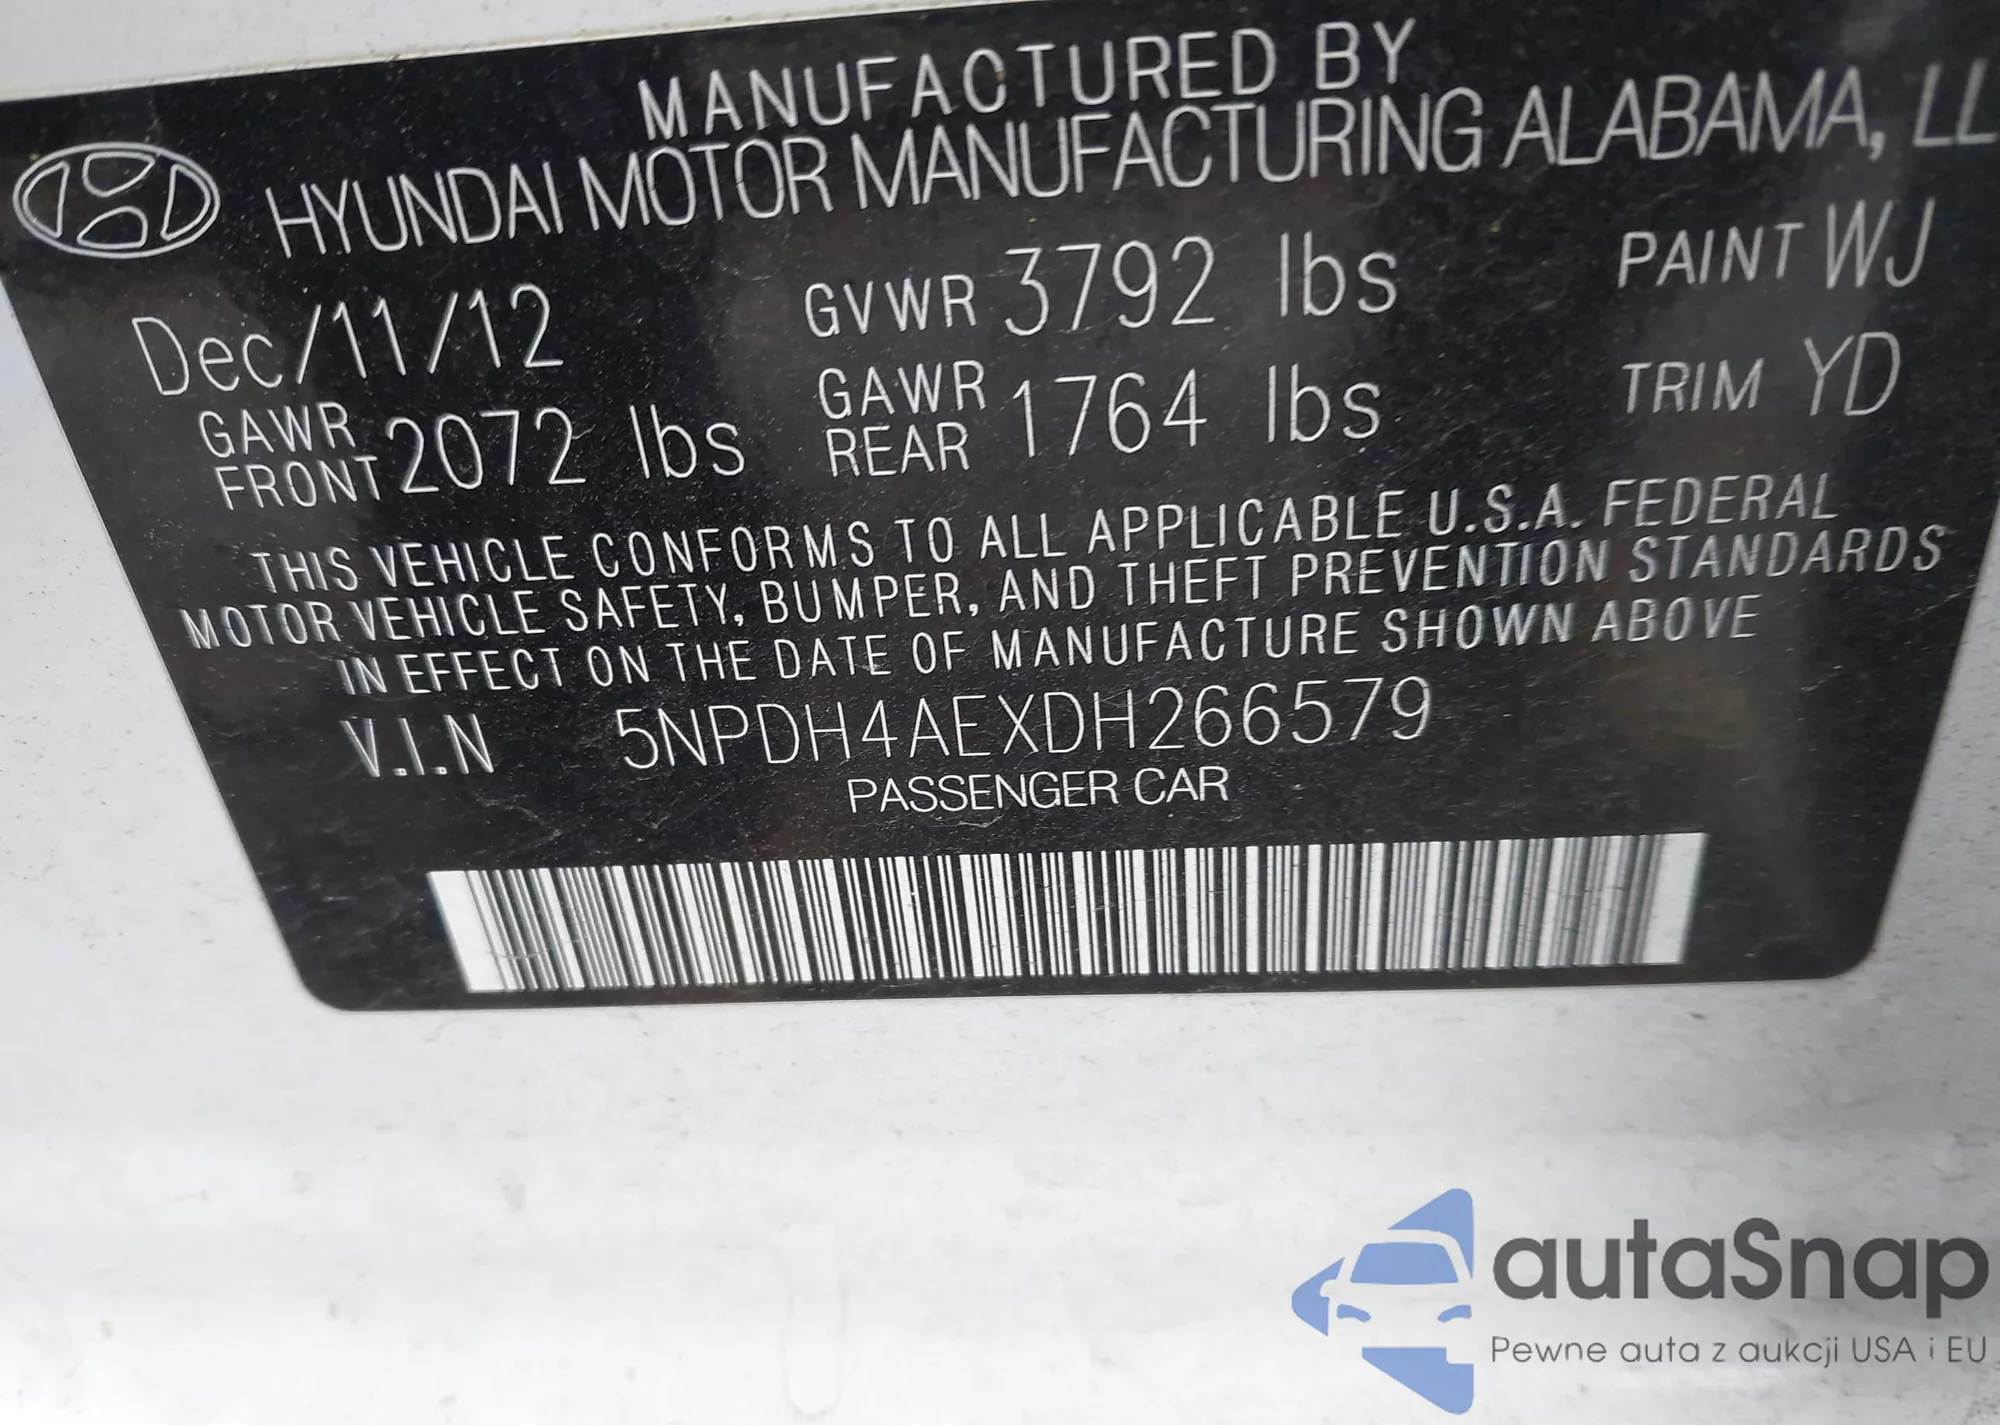 MANUFACTURED BY
HYUNDAI MOTOR MANUFACTURING ALABAMA, LL
Dec/11/12 GVWR 3792 lbs PAINT WJ
GAWR FRONT 2072 lbs GAWR REAR 1764 lbs TRIM YD
THIS VEHICLE CONFORMS TO ALL APPLICABLE U.S.A. FEDERAL
MOTOR VEHICLE SAFETY, BUMPER, AND THEFT PREVENTION STANDARDS
IN EFFECT ON THE DATE OF MANUFACTURE SHOWN ABOVE
V.I.N 5NPDH4AEXDH266579
PASSENGER CAR
autaSnap
Pewne auta z aukcji USA i EU